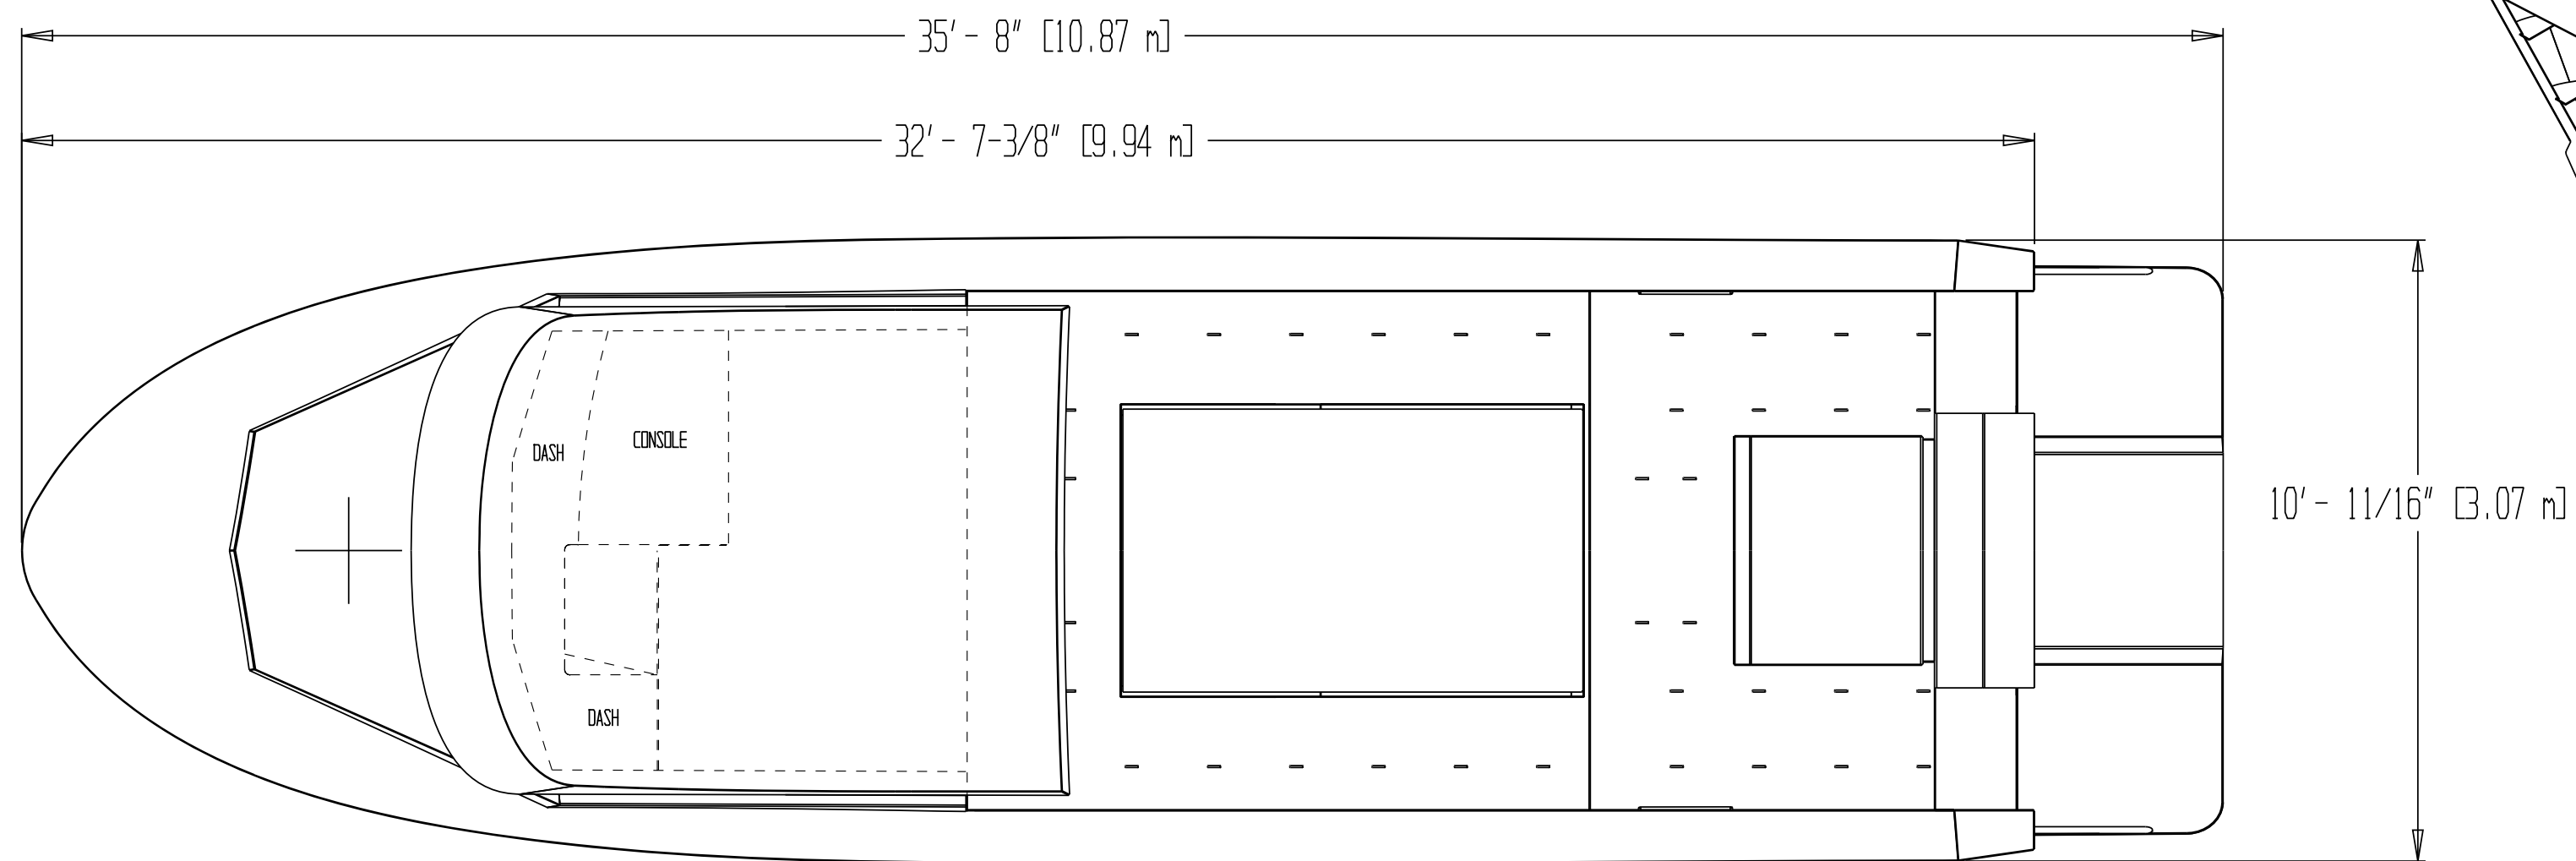 35'- 8" [10.87 m]
32'- 7-3/8" [9.94 m]
DASH
CONSOLE
10'- 11/16" [3.07 m]
DASH